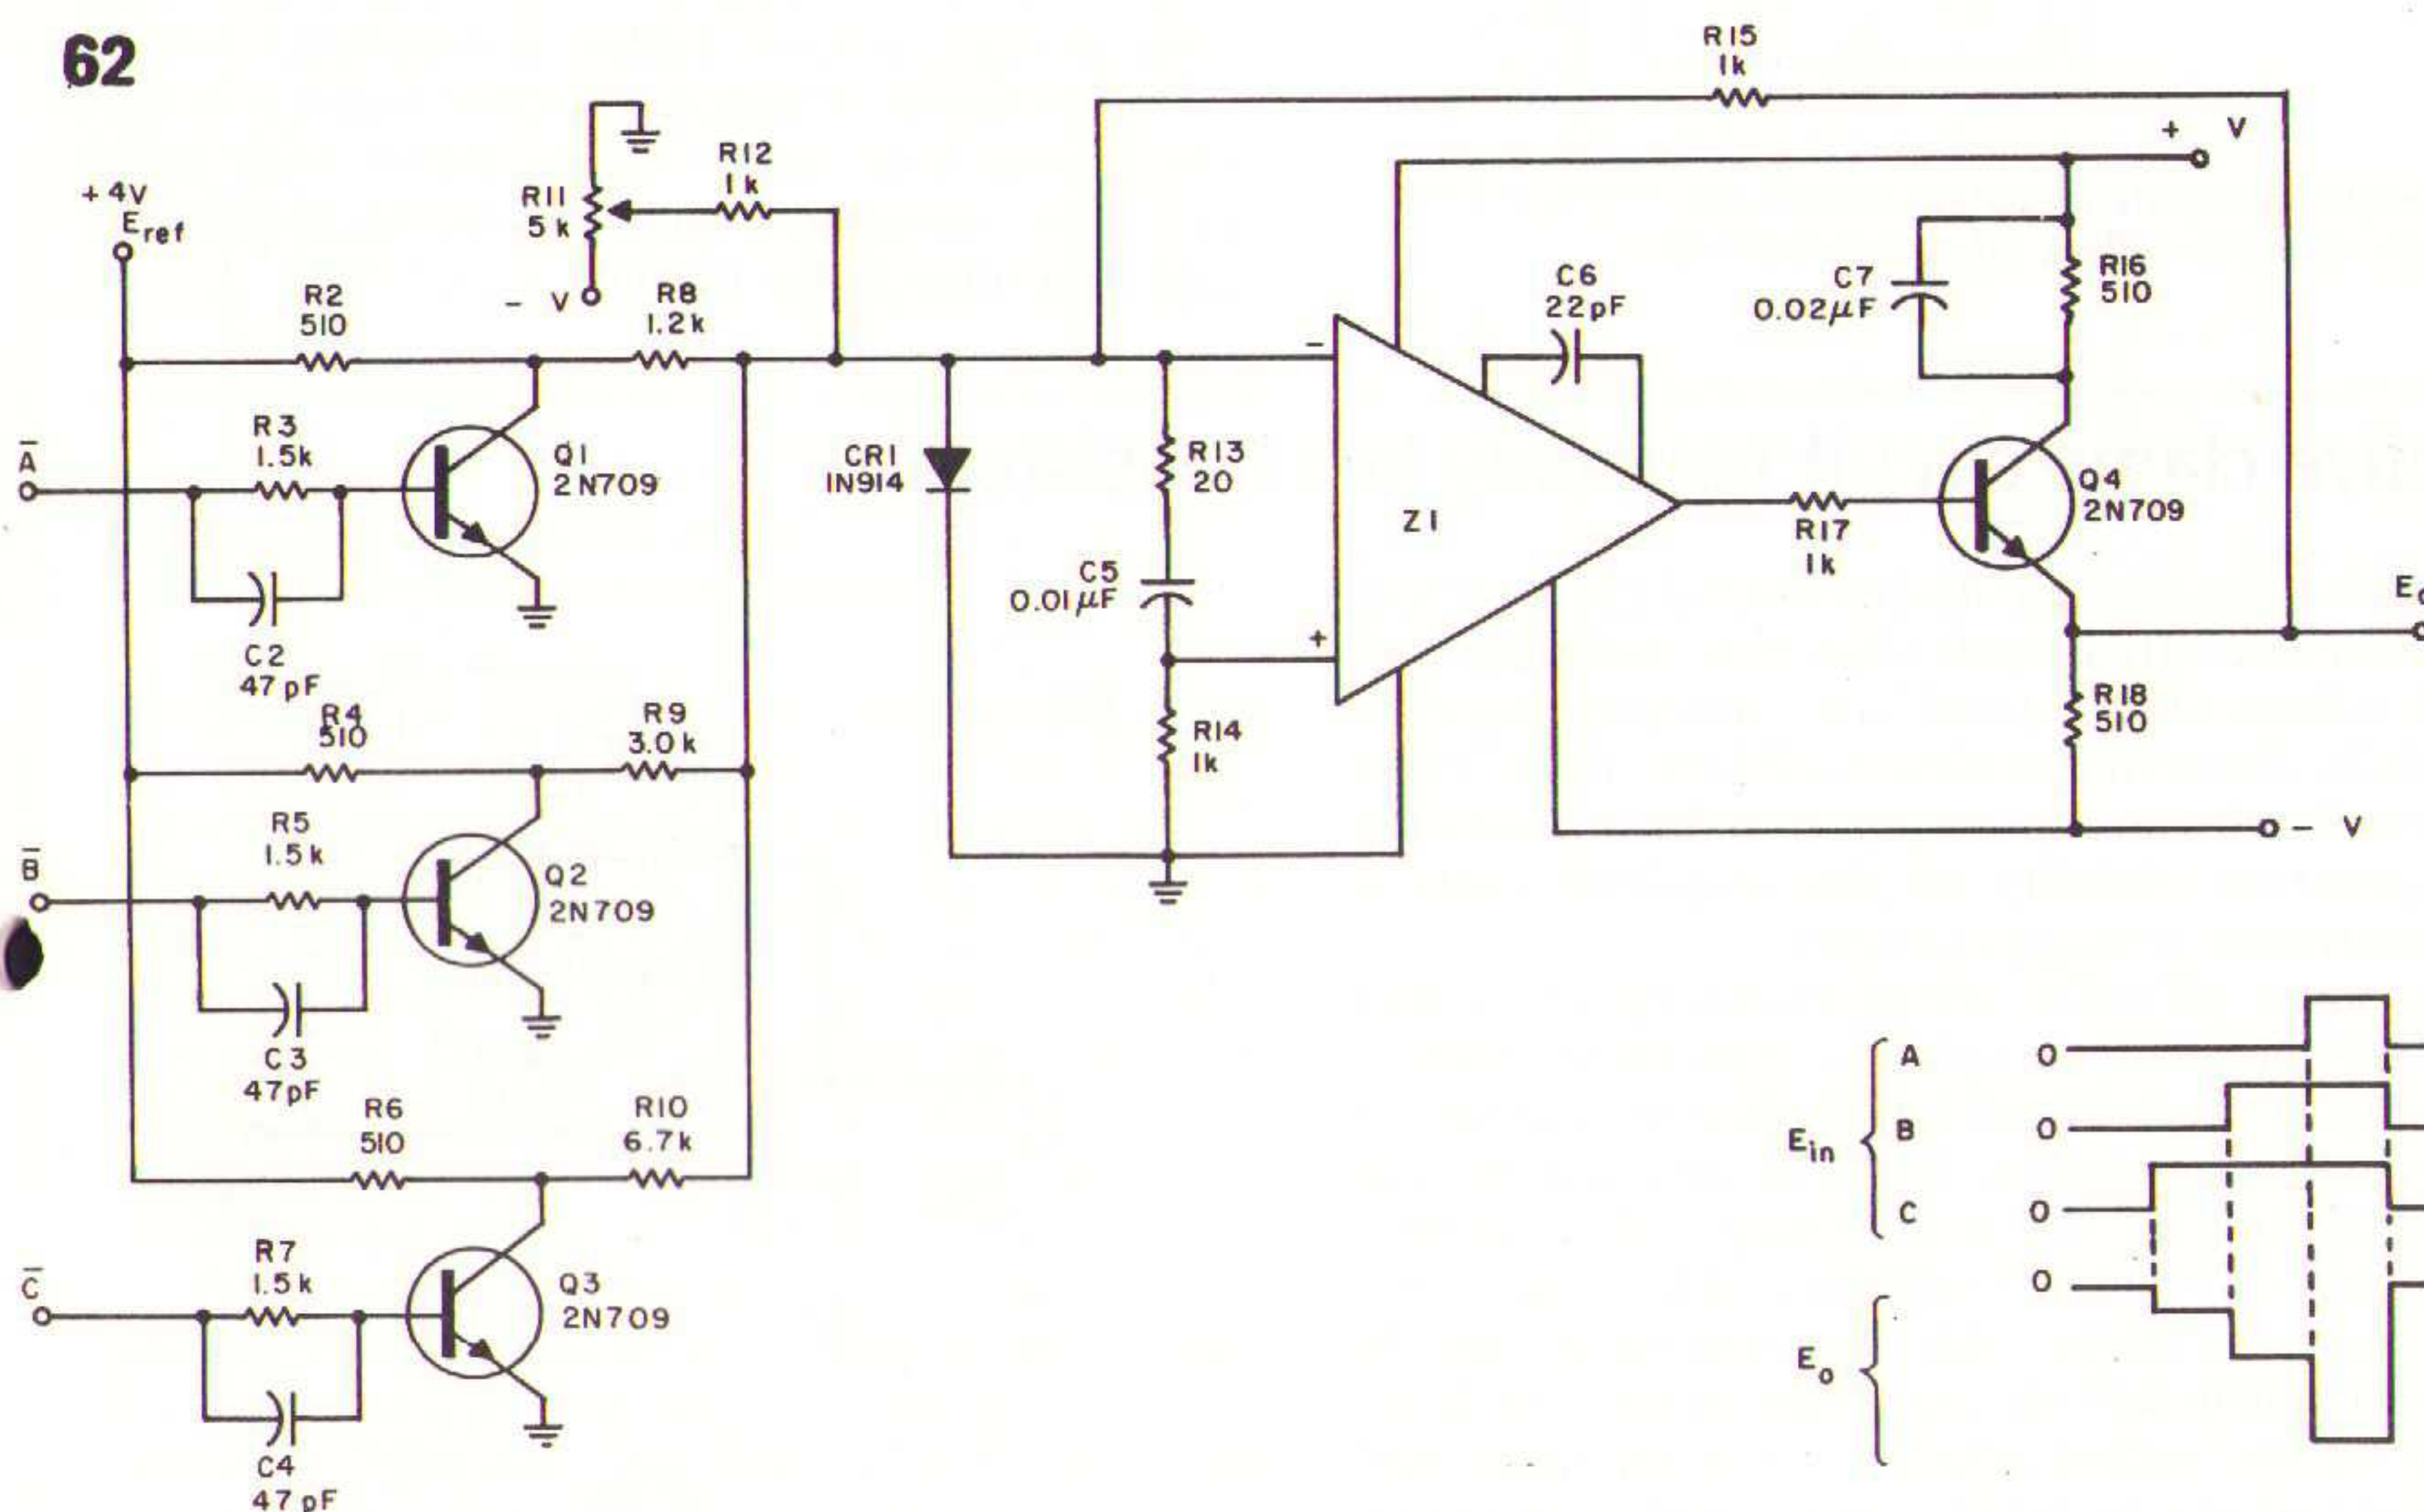 62
R15
1k
+ V
R12
1k
R11
5k
+4V
Eref
- V
R2
510
R8
1.2k
C6
22pF
C7
0.02µF
R16
510
-
A̅
R3
1.5k
Q1
2N709
CR1
1N914
R13
20
Z1
R17
1k
Q4
2N709
C5
0.01µF
+
C2
47pF
R4
510
R9
3.0k
R14
1k
R18
510
- V
B̅
R5
1.5k
Q2
2N709
C3
47pF
R6
510
R10
6.7k
C̅
R7
1.5k
Q3
2N709
C4
47pF
Ein
A 0
B 0
C 0
0
Eo